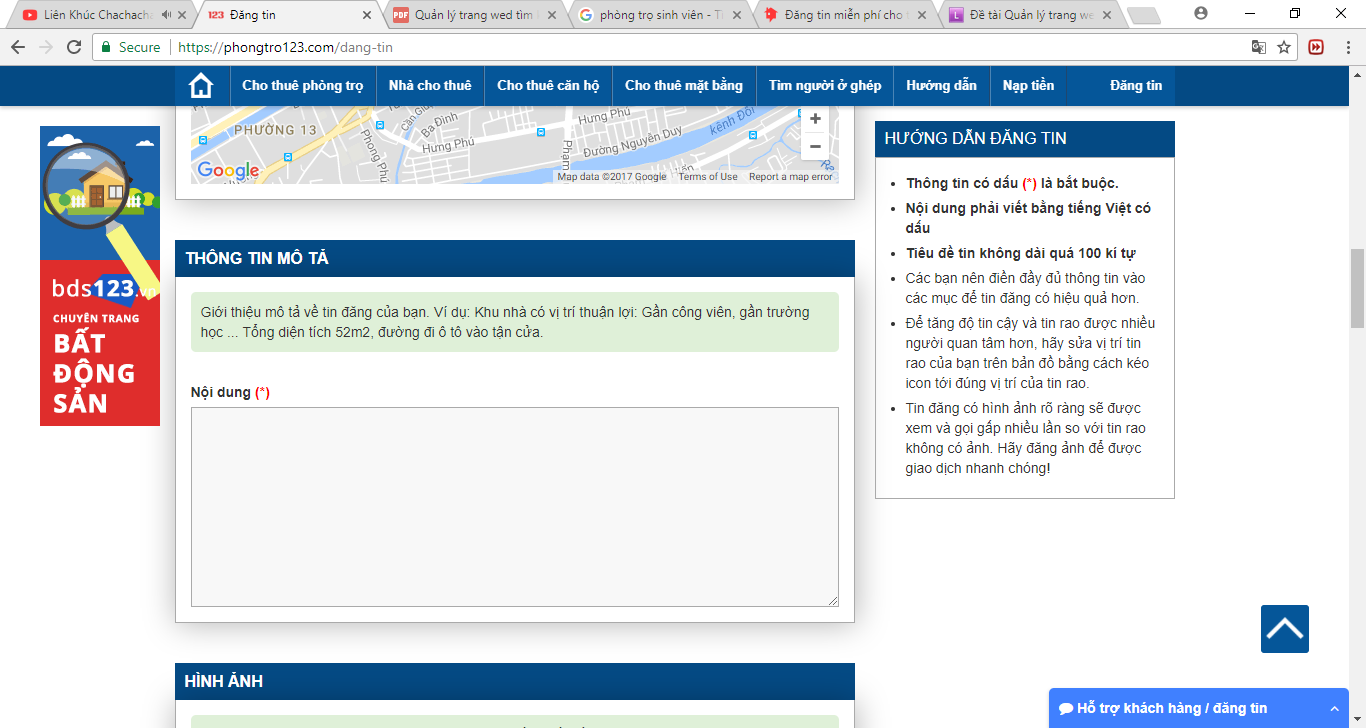 Liên Khúc Chachacha
Đăng tin
Quản lý trang wed tìm
phòng trọ sinh viên - Tì
Đăng tin miễn phí cho t
Đề tài Quản lý trang we
Secure
https://phongtro123.com/dang-tin
Cho thuê phòng trọ
Nhà cho thuê
Cho thuê căn hộ
Cho thuê mặt bằng
Tìm người ở ghép
Hướng dẫn
Nạp tiền
Đăng tin
PHƯỜNG 13
Ba Đình
Hưng Phú
Hưng Phú
Đường Nguyễn Duy
kênh Đôi
Google
Map data ©2017 Google
Terms of Use
Report a map error
bds123.vn
CHUYÊN TRANG
BẤT
ĐỘNG
SẢN
THÔNG TIN MÔ TẢ
Giới thiệu mô tả về tin đăng của bạn. Ví dụ: Khu nhà có vị trí thuận lợi: Gần công viên, gần trường
học ... Tổng diện tích 52m2, đường đi ô tô vào tận cửa.
Nội dung (*)
HÌNH ẢNH
HƯỚNG DẪN ĐĂNG TIN
Thông tin có dấu (*) là bắt buộc.
Nội dung phải viết bằng tiếng Việt có
dấu
Tiêu đề tin không dài quá 100 kí tự
Các bạn nên điền đầy đủ thông tin vào
các mục để tin đăng có hiệu quả hơn.
Để tăng độ tin cậy và tin rao được nhiều
người quan tâm hơn, hãy sửa vị trí tin
rao của bạn trên bản đồ bằng cách kéo
icon tới đúng vị trí của tin rao.
Tin đăng có hình ảnh rõ ràng sẽ được
xem và gọi gấp nhiều lần so với tin rao
không có ảnh. Hãy đăng ảnh để được
giao dịch nhanh chóng!
Hỗ trợ khách hàng / đăng tin